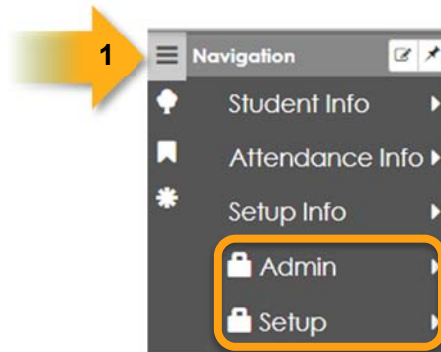 1
Navigation
Student Info
Attendance Info
Setup Info
Admin
Setup